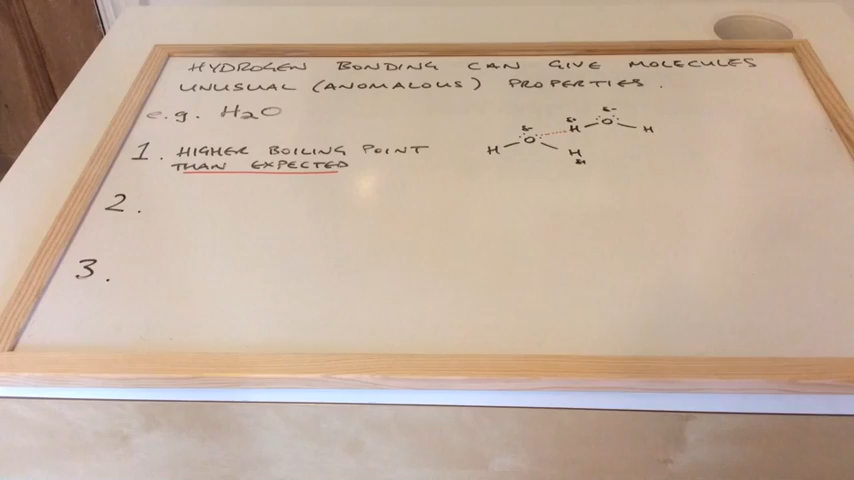 HYDROGEN BONDING CAN GIVE MOLECULES
UNUSUAL (ANOMALOUS) PROPERTIES.
e.g. H2O
1. HIGHER BOILING POINT
THAN EXPECTED
δ-
δ+ δ-
H O H O H
H
δ+
2.
3.